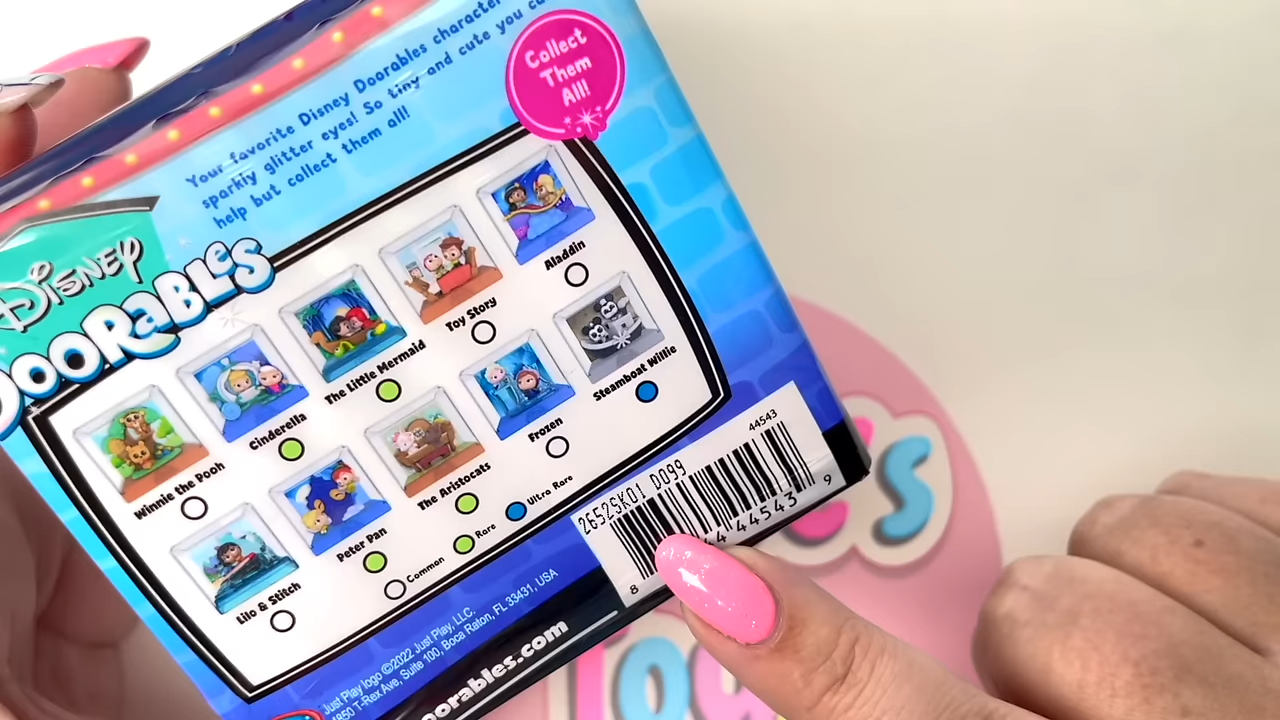 Your favorite Disney Doorables character
sparkly glitter eyes! So tiny and cute you
help but collect them all!
Collect
Them
All!
DISNEY
DOORABLES
Winnie the Pooh
Cinderella
The Little Mermaid
Toy Story
Aladdin
Lilo & Stitch
Peter Pan
The Aristocats
Frozen
Steamboat Willie
Common
Rare
Ultra Rare
2652SK01 D099
44543
8
44543
9
Just Play logo ©2022 Just Play, LLC.
4850 T-Rex Ave, Suite 100, Boca Raton, FL 33431, USA
oorables.com